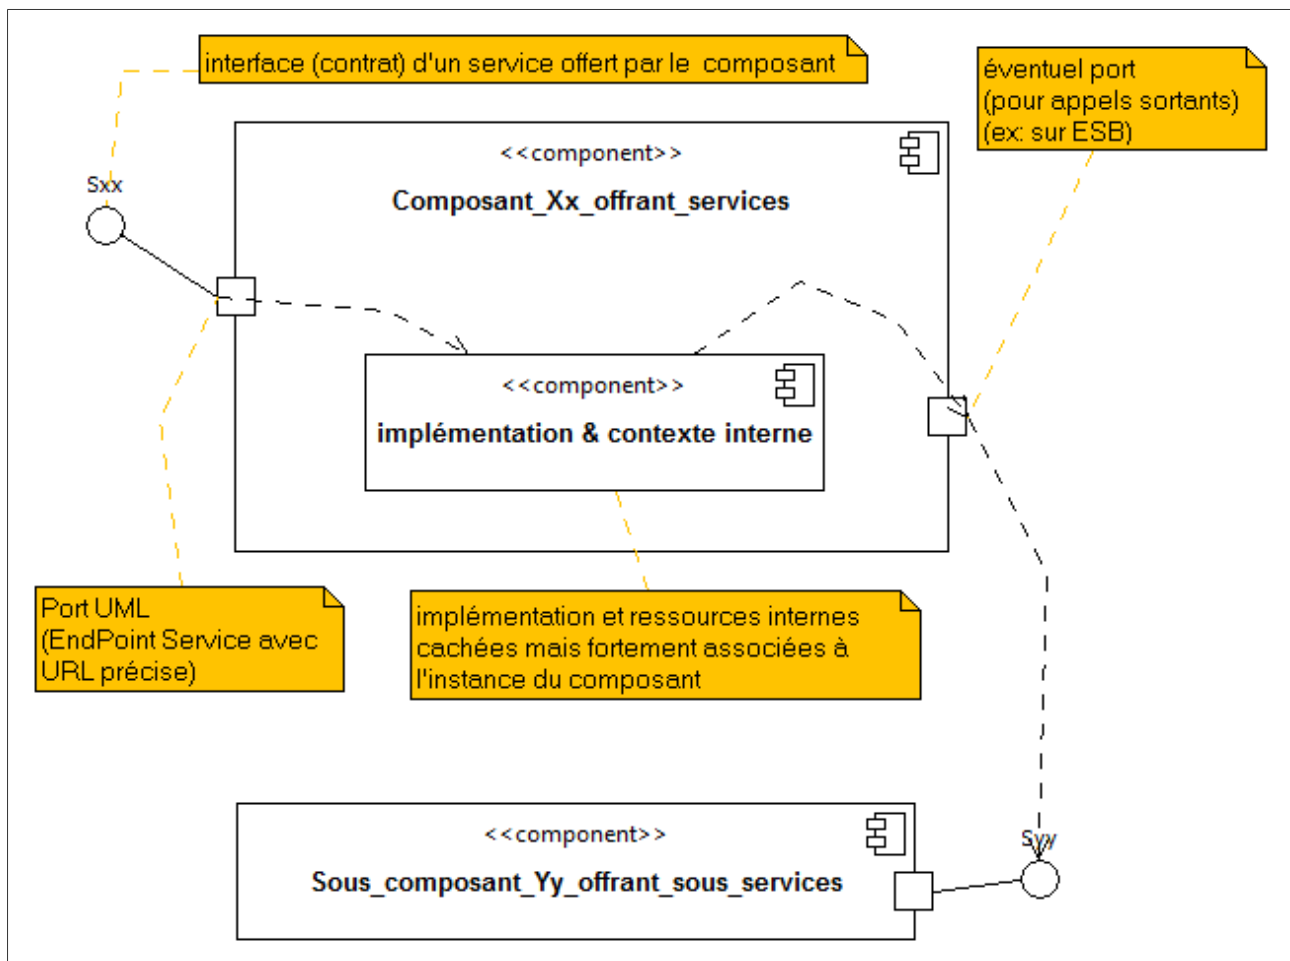 interface (contrat) d'un service offert par le  composant
éventuel port
(pour appels sortants)
(ex: sur ESB)
<<component>>
Sxx
Composant_Xx_offrant_services
<<component>>
implémentation & contexte interne
Port UML
(EndPoint Service avec
URL précise)
implémentation et ressources internes
cachées mais fortement associées à
l'instance du composant
<<component>>
Syy
Sous_composant_Yy_offrant_sous_services